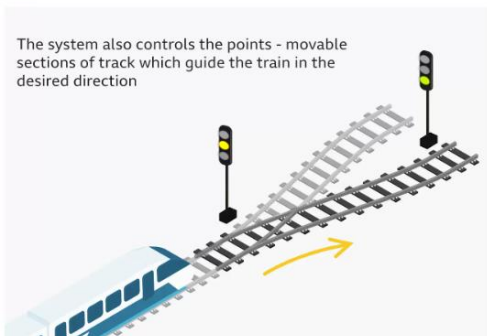 The system also controls the points - movable
sections of track which guide the train in the
desired direction